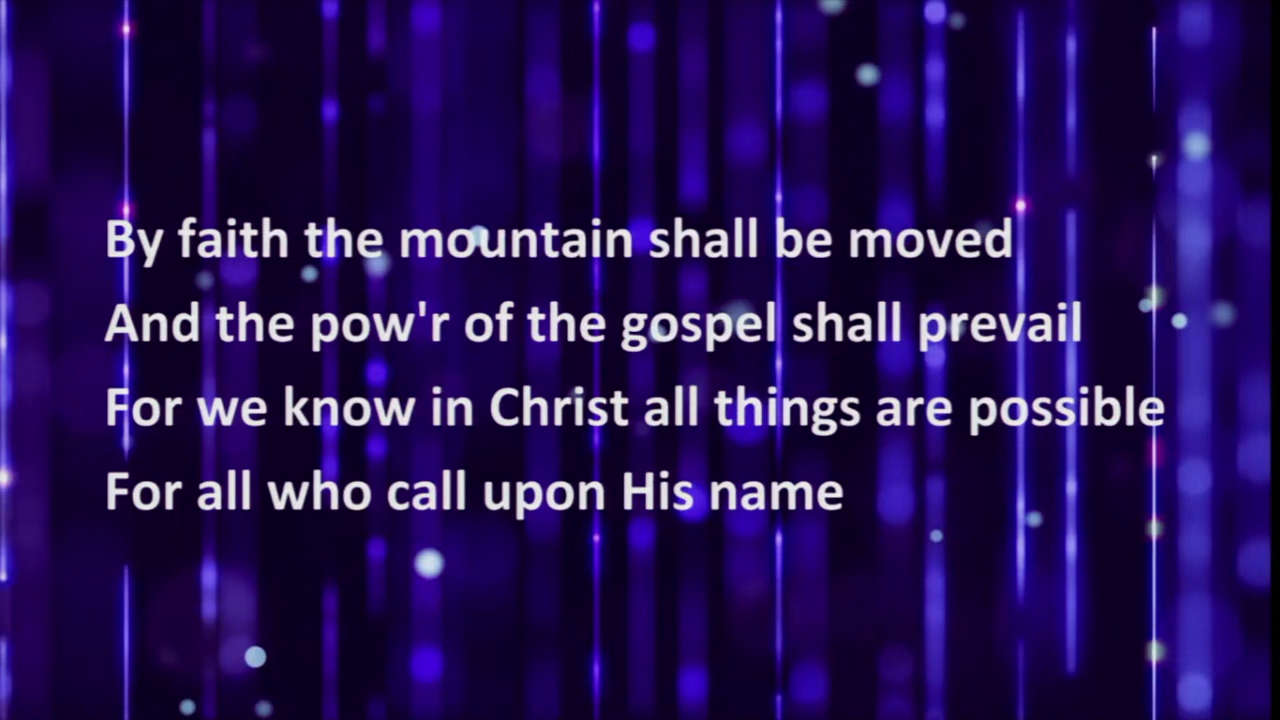 By faith the mountain shall be moved
And the pow'r of the gospel shall prevail
For we know in Christ all things are possible
For all who call upon His name